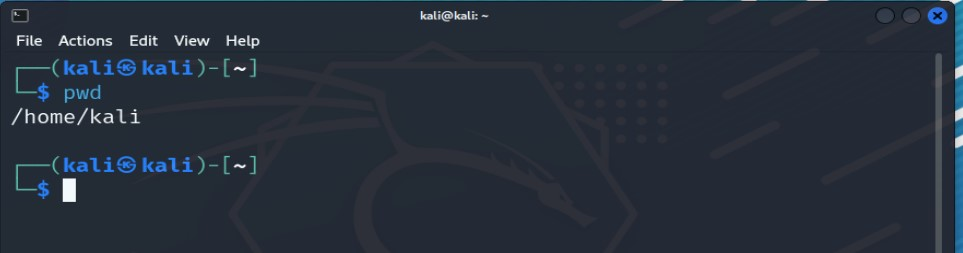 kali@kali: ~
File Actions Edit View Help
┌──(kali㉿kali)-[~]
└─$ pwd
/home/kali
┌──(kali㉿kali)-[~]
└─$